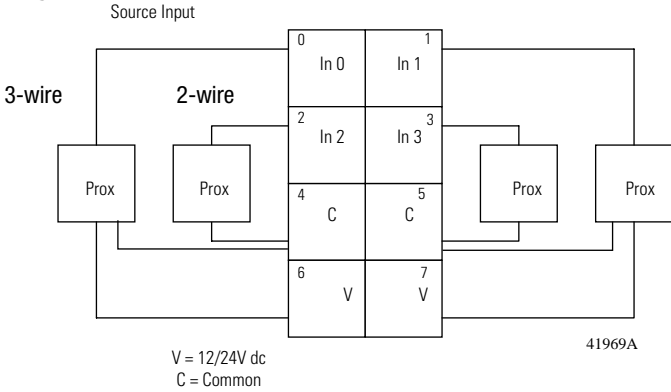 Source Input
0
In 0
1
In 1
3-wire
2-wire
2
In 2
3
In 3
Prox
Prox
4
C
5
C
Prox
Prox
6
V
7
V
41969A
V = 12/24V dc
C = Common